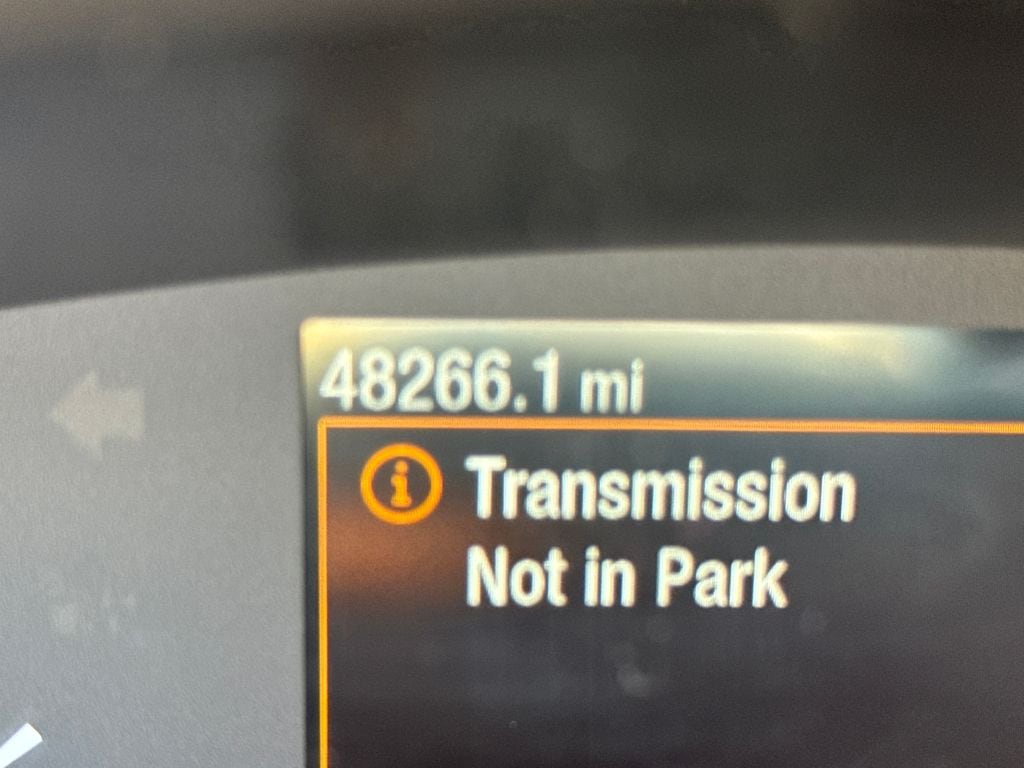 48266.1 mi
Transmission
Not in Park